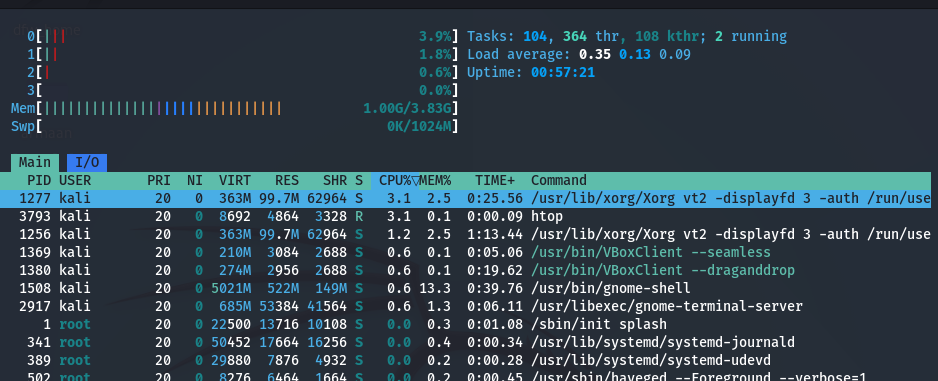 0[||| 3.9%] Tasks: 104, 364 thr, 108 kthr; 2 running
1[|| 1.8%] Load average: 0.35 0.13 0.09
2[| 0.6%] Uptime: 00:57:21
3[ 0.0%]
Mem[|||||||||||||||||||||||||||||| 1.00G/3.83G]
Swp[ 0K/1024M]
Main I/O
PID USER PRI NI VIRT RES SHR S CPU%▽MEM% TIME+ Command
1277 kali 20 0 363M 99.7M 62964 S 3.1 2.5 0:25.56 /usr/lib/xorg/Xorg vt2 -displayfd 3 -auth /run/use
3793 kali 20 0 8692 4864 3328 R 3.1 0.1 0:00.09 htop
1256 kali 20 0 363M 99.7M 62964 S 1.2 2.5 1:13.44 /usr/lib/xorg/Xorg vt2 -displayfd 3 -auth /run/use
1369 kali 20 0 210M 3084 2688 S 0.6 0.1 0:05.06 /usr/bin/VBoxClient --seamless
1380 kali 20 0 274M 2956 2688 S 0.6 0.1 0:19.62 /usr/bin/VBoxClient --draganddrop
1508 kali 20 0 5021M 522M 149M S 0.6 13.3 0:39.76 /usr/bin/gnome-shell
2917 kali 20 0 685M 53384 41564 S 0.6 1.3 0:06.11 /usr/libexec/gnome-terminal-server
1 root 20 0 22500 13716 10108 S 0.0 0.3 0:01.08 /sbin/init splash
341 root 20 0 50452 17664 16256 S 0.0 0.4 0:00.34 /usr/lib/systemd/systemd-journald
389 root 20 0 29880 7876 4932 S 0.0 0.2 0:00.28 /usr/lib/systemd/systemd-udevd
502 root 20 0 8276 6464 1664 S 0.0 0.2 0:00.45 /usr/sbin/haveged --Foreground --verbose=1